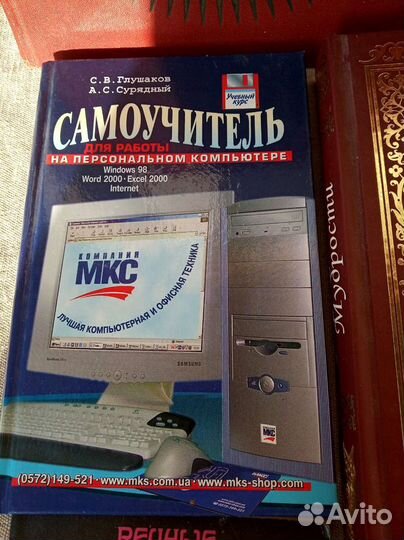 С.В.Глушаков
А.С.Сурядный
Учебный
курс
САМОУЧИТЕЛЬ
ДЛЯ РАБОТЫ
НА ПЕРСОНАЛЬНОМ КОМПЬЮТЕРЕ
Windows 98
Word 2000 · Excel 2000
Internet
КОМПАНИЯ
МКС
ЛУЧШАЯ КОМПЬЮТЕРНАЯ И ОФИСНАЯ ТЕХНИКА
SAMSUNG
МКС
(0572)149-521 · www.mks.com.ua · www.mks-shop.com
Мудрости
Avito